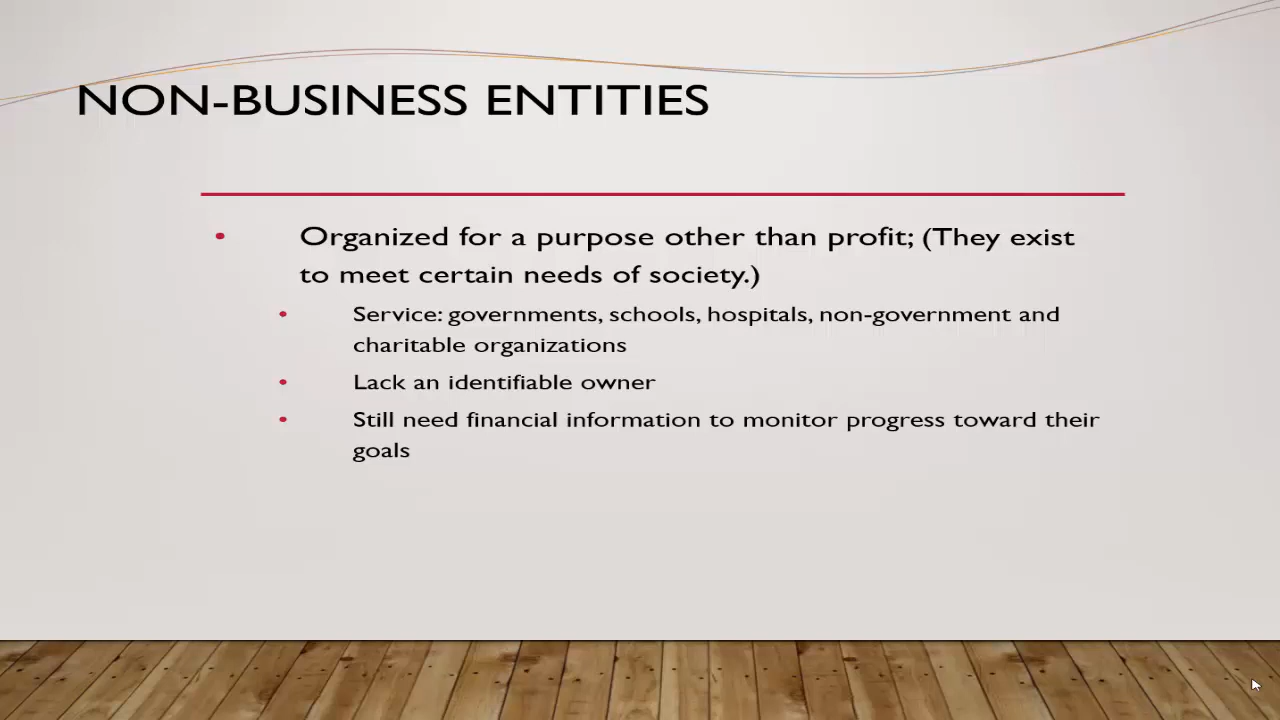 NON-BUSINESS ENTITIES
• Organized for a purpose other than profit; (They exist
to meet certain needs of society.)
• Service: governments, schools, hospitals, non-government and
charitable organizations
• Lack an identifiable owner
• Still need financial information to monitor progress toward their
goals